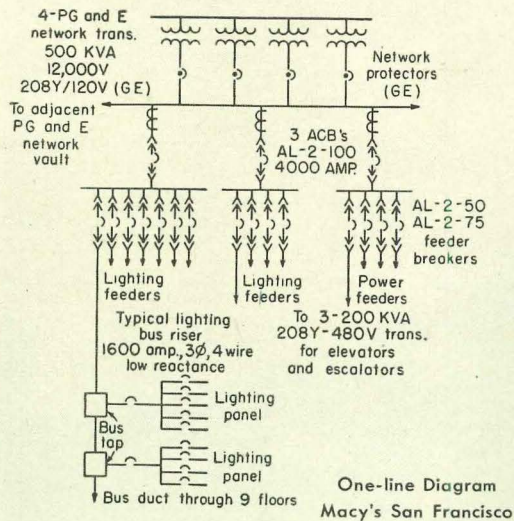 4-PG and E
network trans.
500 KVA
12,000V
208Y/120V (GE)
Network
protectors
(GE)
To adjacent
PG and E
network
vault
3 ACB's
AL-2-100
4000 AMP.
AL-2-50
AL-2-75
feeder
breakers
Lighting
feeders
Lighting
feeders
Power
feeders
Typical lighting
bus riser
1600 amp., 3Ø, 4 wire
low reactance
To 3-200 KVA
208Y-480V trans.
for elevators
and escalators
Bus
tap
Lighting
panel
Lighting
panel
Bus duct through 9 floors
One-line Diagram
Macy's San Francisco